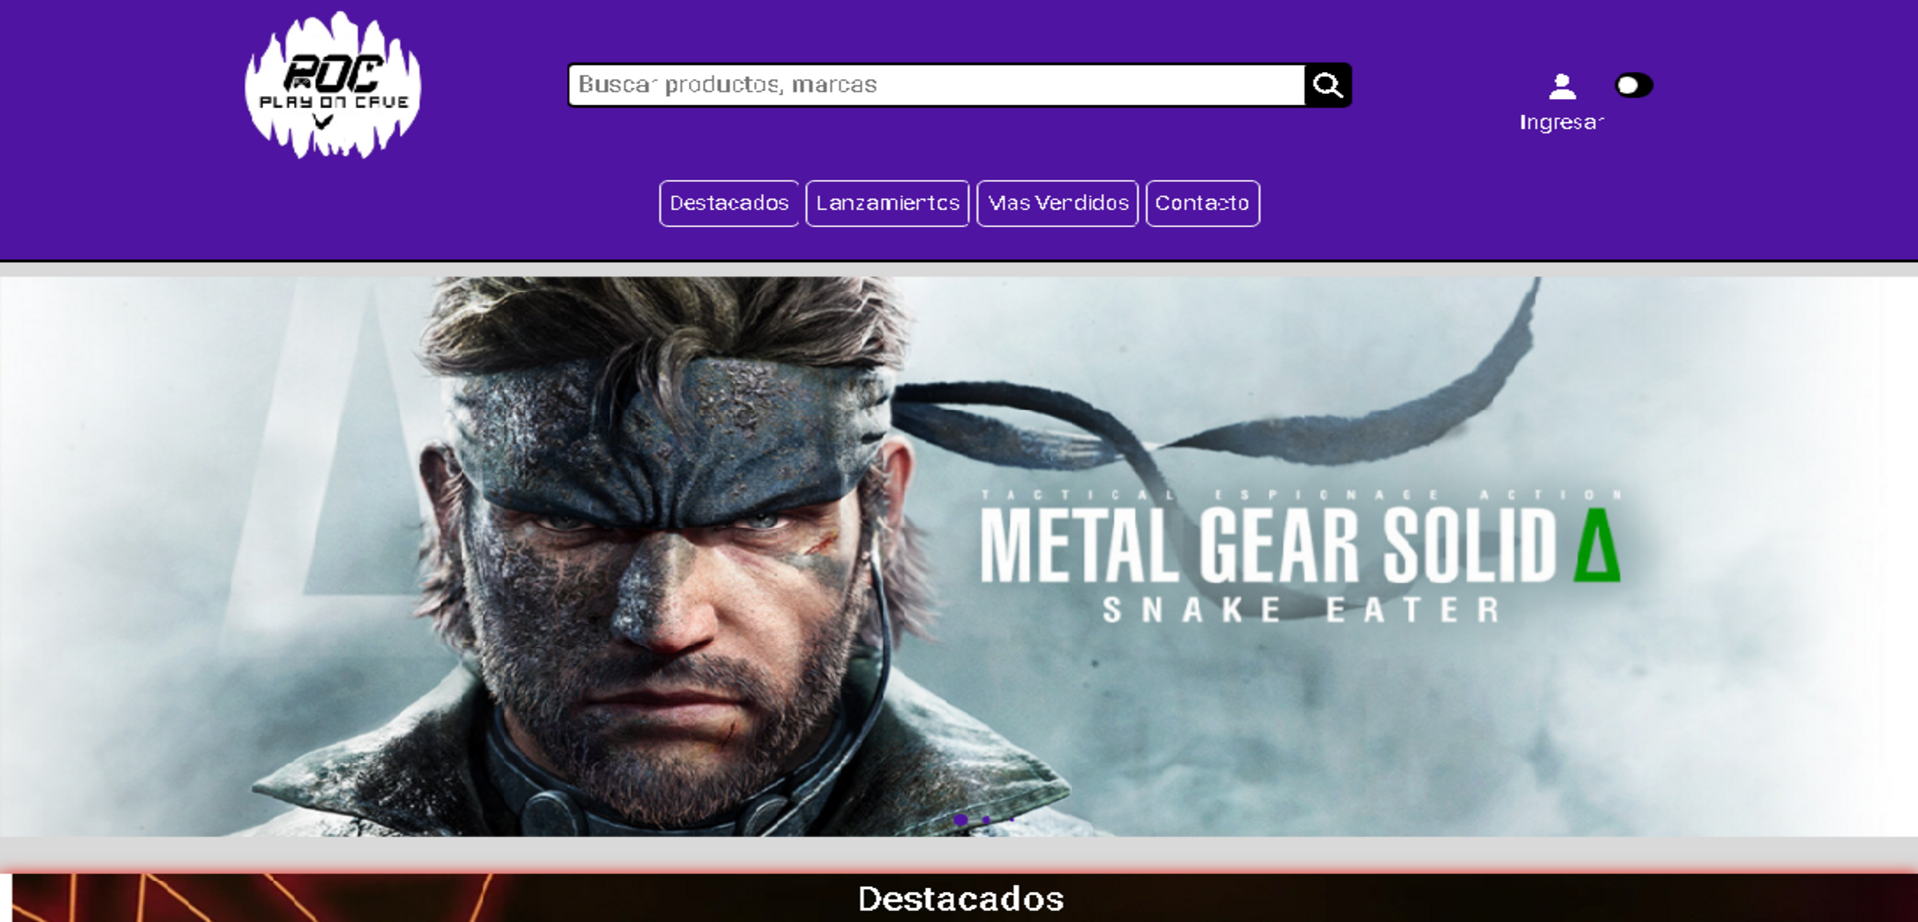 POC
PLAY ON CAVE
Buscar productos, marcas
Ingresar
Destacados
Lanzamientos
Mas Vendidos
Contacto
TACTICAL ESPIONAGE ACTION
METAL GEAR SOLID Δ
SNAKE EATER
Destacados